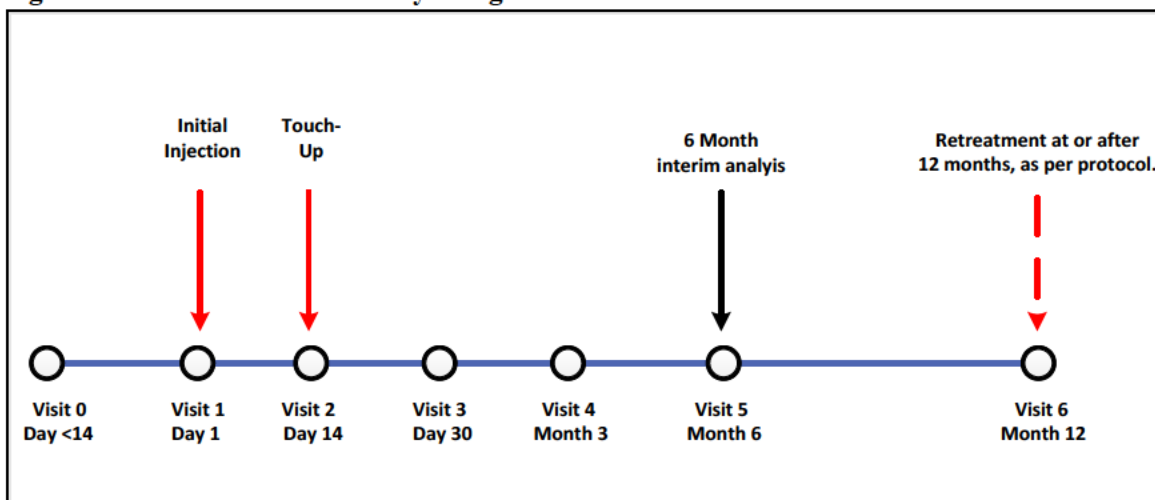 Initial
Injection
Touch-
Up
6 Month
interim analyis
Retreatment at or after
12 months, as per protocol.
Visit 0
Day <14
Visit 1
Day 1
Visit 2
Day 14
Visit 3
Day 30
Visit 4
Month 3
Visit 5
Month 6
Visit 6
Month 12